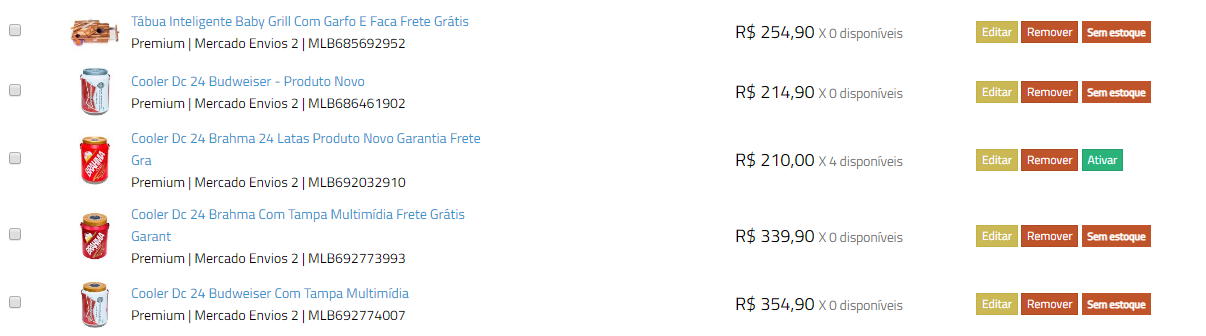 Tábua Inteligente Baby Grill Com Garfo E Faca Frete Grátis
Premium | Mercado Envios 2 | MLB685692952
R$ 254,90 X 0 disponíveis
Editar Remover Sem estoque
Cooler Dc 24 Budweiser - Produto Novo
Premium | Mercado Envios 2 | MLB686461902
R$ 214,90 X 0 disponíveis
Editar Remover Sem estoque
Cooler Dc 24 Brahma 24 Latas Produto Novo Garantia Frete
Gra
Premium | Mercado Envios 2 | MLB692032910
R$ 210,00 X 4 disponíveis
Editar Remover Ativar
BRAHMA
Cooler Dc 24 Brahma Com Tampa Multimídia Frete Grátis
Garant
Premium | Mercado Envios 2 | MLB692773993
R$ 339,90 X 0 disponíveis
Editar Remover Sem estoque
BRAHMA
Cooler Dc 24 Budweiser Com Tampa Multimídia
Premium | Mercado Envios 2 | MLB692774007
R$ 354,90 X 0 disponíveis
Editar Remover Sem estoque